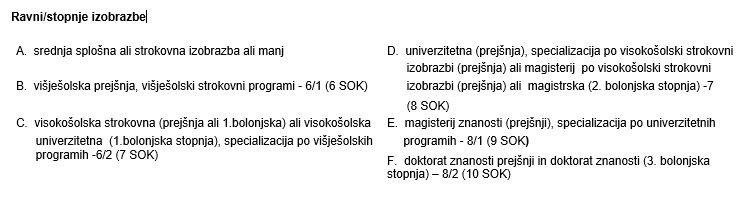 Ravni/stopnje izobrazbe
A. srednja splošna ali strokovna izobrazba ali manj
B. višješolska prejšnja, višješolski strokovni programi - 6/1 (6 SOK)
C. visokošolska strokovna (prejšnja ali 1.bolonjska) ali visokošolska
univerzitetna (1.bolonjska stopnja), specializacija po višješolskih
programih -6/2 (7 SOK)
D. univerzitetna (prejšnja), specializacija po visokošolski strokovni
izobrazbi (prejšnja) ali magisterij po visokošolski strokovni
izobrazbi (prejšnja) ali magistrska (2. bolonjska stopnja) -7
(8 SOK)
E. magisterij znanosti (prejšnji), specializacija po univerzitetnih
programih - 8/1 (9 SOK)
F. doktorat znanosti prejšnji in doktorat znanosti (3. bolonjska
stopnja) – 8/2 (10 SOK)